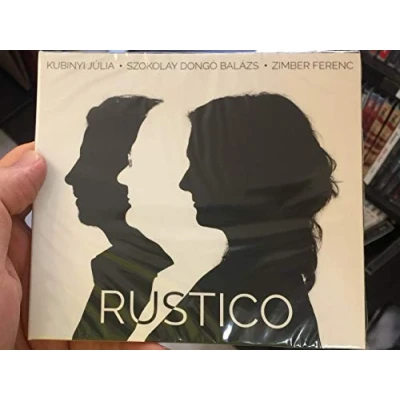 KUBINYI JÚLIA • SZOKOLAY DONGÓ BALÁZS • ZIMBER FERENC
RUSTICO